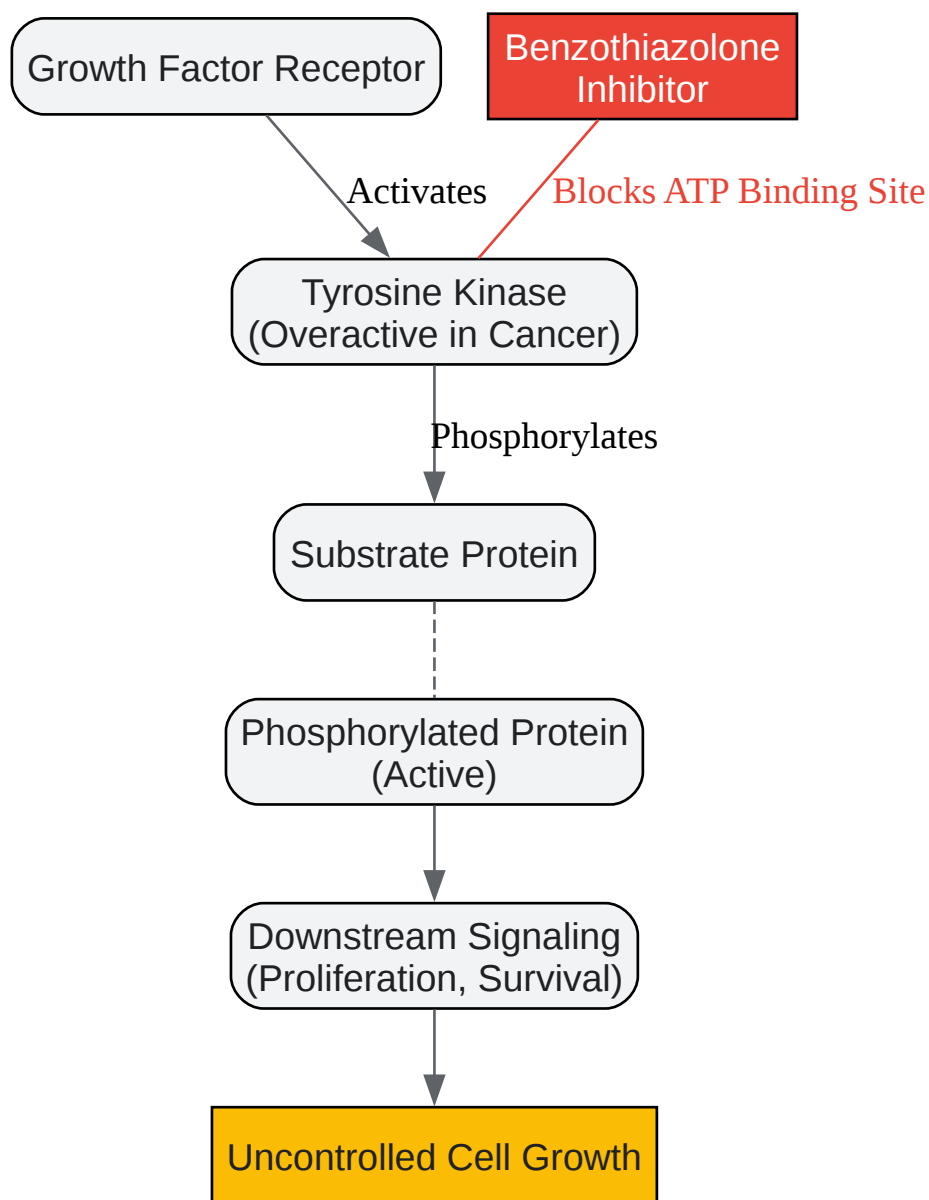 Growth Factor Receptor
Benzothiazolone
Inhibitor
Activates
Blocks ATP Binding Site
Tyrosine Kinase
(Overactive in Cancer)
Phosphorylates
Substrate Protein
Phosphorylated Protein
(Active)
Downstream Signaling
(Proliferation, Survival)
Uncontrolled Cell Growth